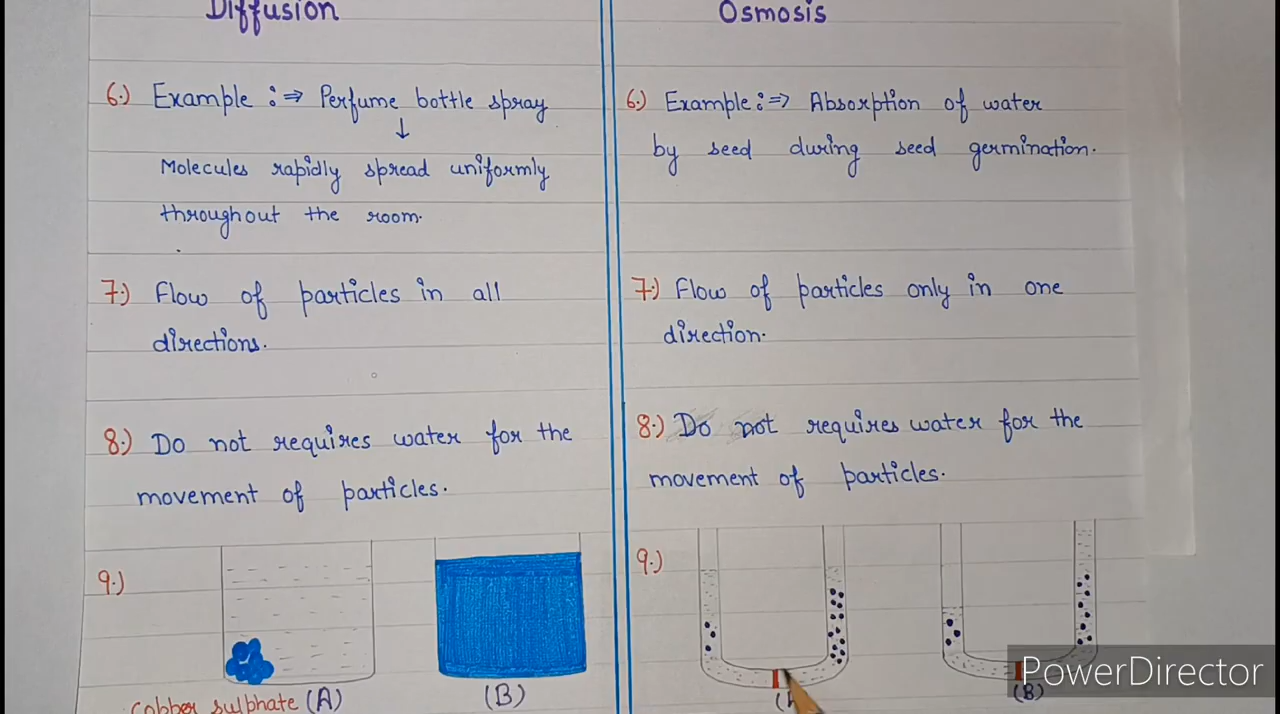 Diffusion
6.) Example :⇒ Perfume bottle spray
↓
Molecules rapidly spread uniformly
throughout the room.
7.) Flow of particles in all
directions.
8.) Do not requires water for the
movement of particles.
9.)
cobber sulphate (A)
(B)
Osmosis
6.) Example :⇒ Absorption of water
by seed during seed germination.
7.) Flow of particles only in one
direction.
8.) Do not requires water for the
movement of particles.
9.)
(B)
PowerDirector